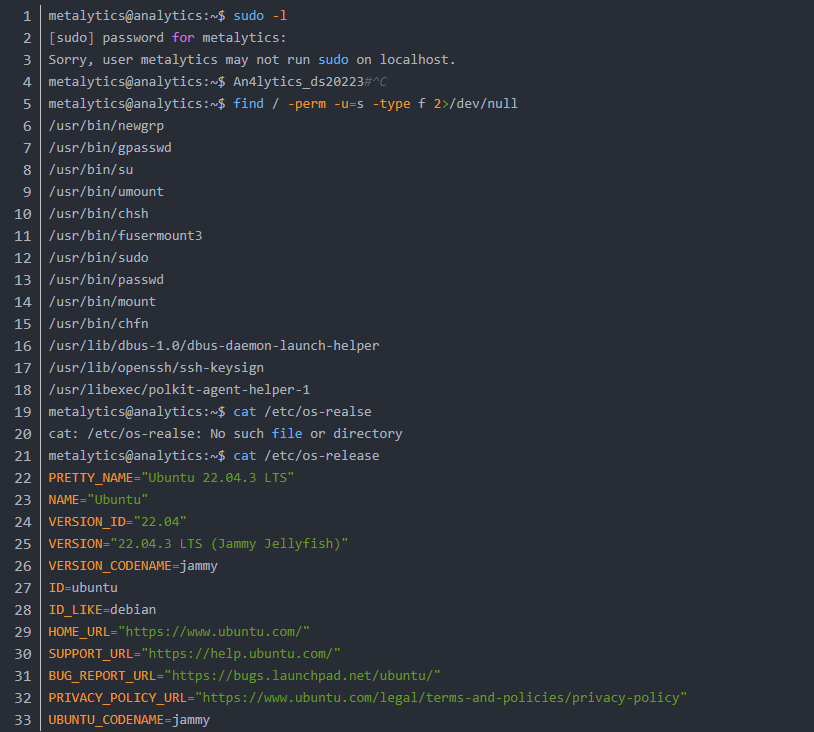 1 metalytics@analytics:~$ sudo -l
2 [sudo] password for metalytics:
3 Sorry, user metalytics may not run sudo on localhost.
4 metalytics@analytics:~$ An4lytics_ds20223#^C
5 metalytics@analytics:~$ find / -perm -u=s -type f 2>/dev/null
6 /usr/bin/newgrp
7 /usr/bin/gpasswd
8 /usr/bin/su
9 /usr/bin/umount
10 /usr/bin/chsh
11 /usr/bin/fusermount3
12 /usr/bin/sudo
13 /usr/bin/passwd
14 /usr/bin/mount
15 /usr/bin/chfn
16 /usr/lib/dbus-1.0/dbus-daemon-launch-helper
17 /usr/lib/openssh/ssh-keysign
18 /usr/libexec/polkit-agent-helper-1
19 metalytics@analytics:~$ cat /etc/os-realse
20 cat: /etc/os-realse: No such file or directory
21 metalytics@analytics:~$ cat /etc/os-release
22 PRETTY_NAME="Ubuntu 22.04.3 LTS"
23 NAME="Ubuntu"
24 VERSION_ID="22.04"
25 VERSION="22.04.3 LTS (Jammy Jellyfish)"
26 VERSION_CODENAME=jammy
27 ID=ubuntu
28 ID_LIKE=debian
29 HOME_URL="https://www.ubuntu.com/"
30 SUPPORT_URL="https://help.ubuntu.com/"
31 BUG_REPORT_URL="https://bugs.launchpad.net/ubuntu/"
32 PRIVACY_POLICY_URL="https://www.ubuntu.com/legal/terms-and-policies/privacy-policy"
33 UBUNTU_CODENAME=jammy